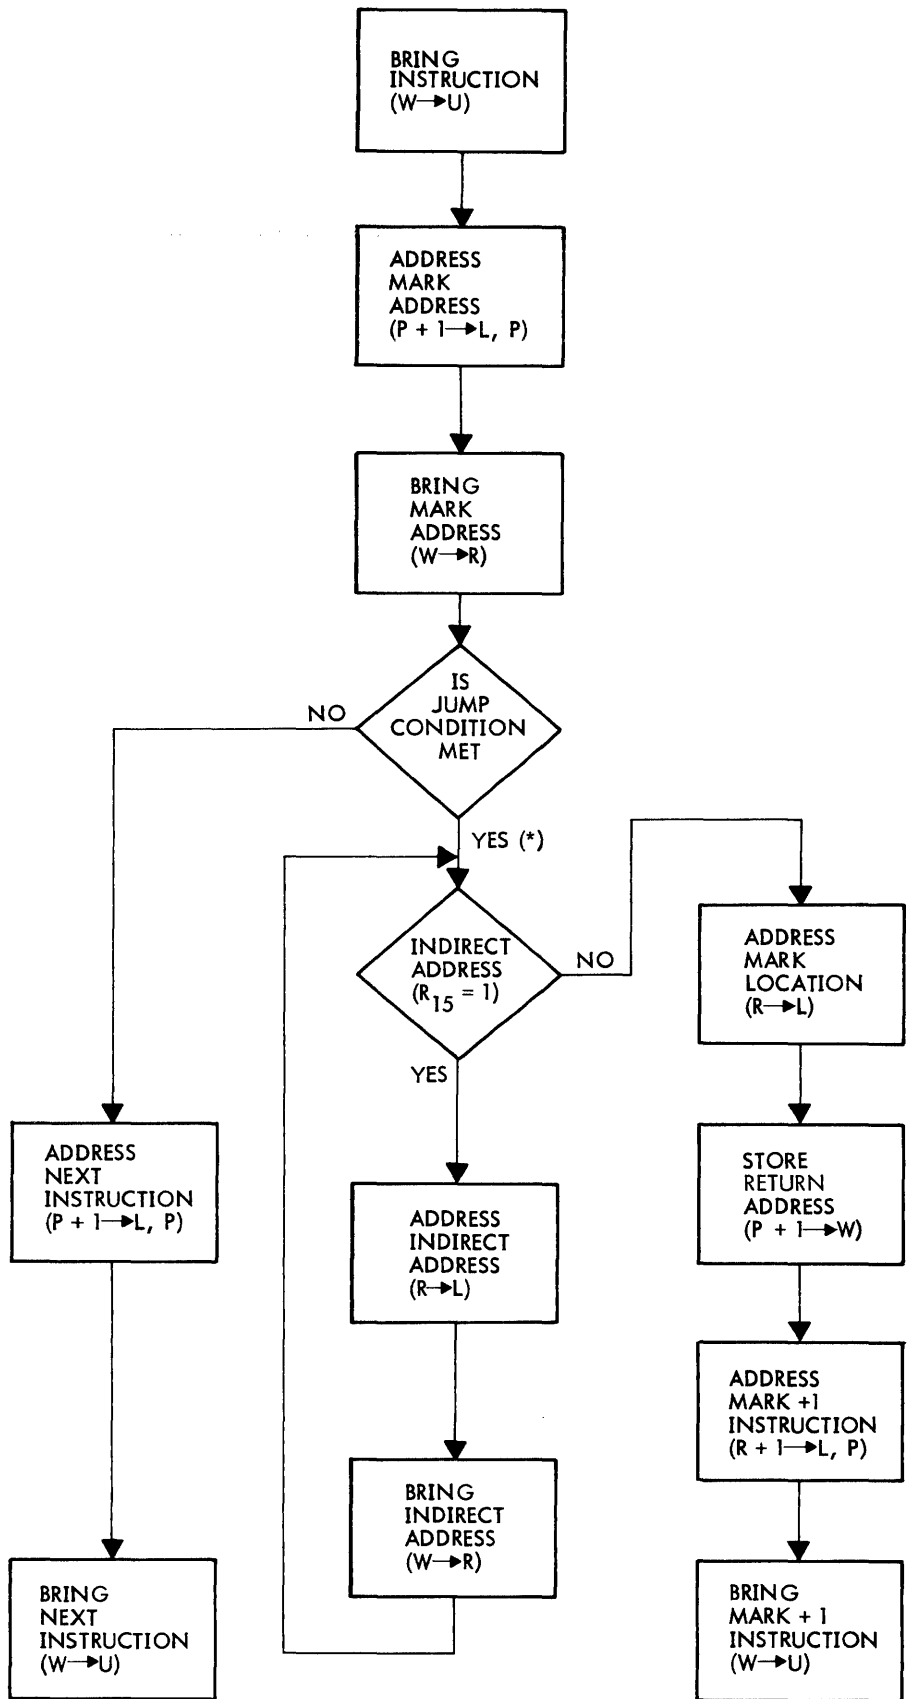 BRING
INSTRUCTION
(W→U)
ADDRESS
MARK
ADDRESS
(P + 1→L, P)
BRING
MARK
ADDRESS
(W→R)
IS
JUMP
CONDITION
MET
NO
YES (*)
INDIRECT
ADDRESS
(R15 = 1)
NO
YES
ADDRESS
MARK
LOCATION
(R→L)
ADDRESS
NEXT
INSTRUCTION
(P + 1→L, P)
ADDRESS
INDIRECT
ADDRESS
(R→L)
STORE
RETURN
ADDRESS
(P + 1→W)
ADDRESS
MARK +1
INSTRUCTION
(R + 1→L, P)
BRING
INDIRECT
ADDRESS
(W→R)
BRING
NEXT
INSTRUCTION
(W→U)
BRING
MARK + 1
INSTRUCTION
(W→U)